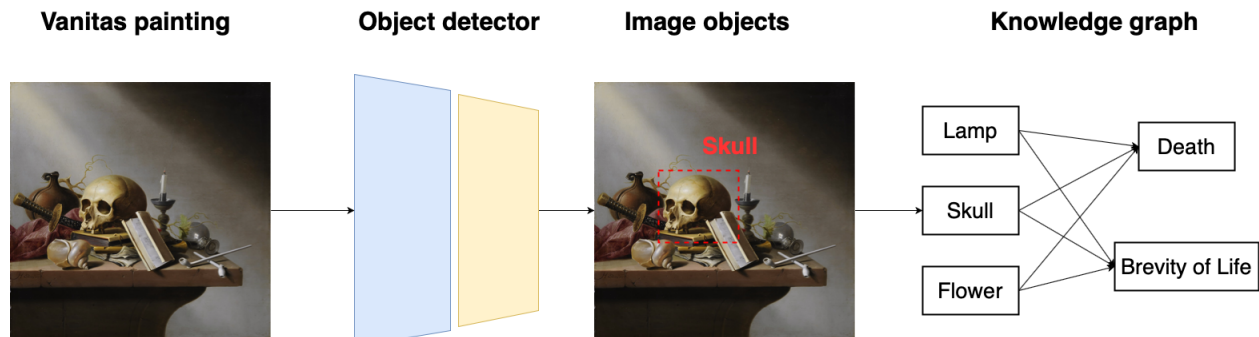 Vanitas painting
Object detector
Image objects
Knowledge graph
Skull
Lamp
Death
Skull
Brevity of Life
Flower